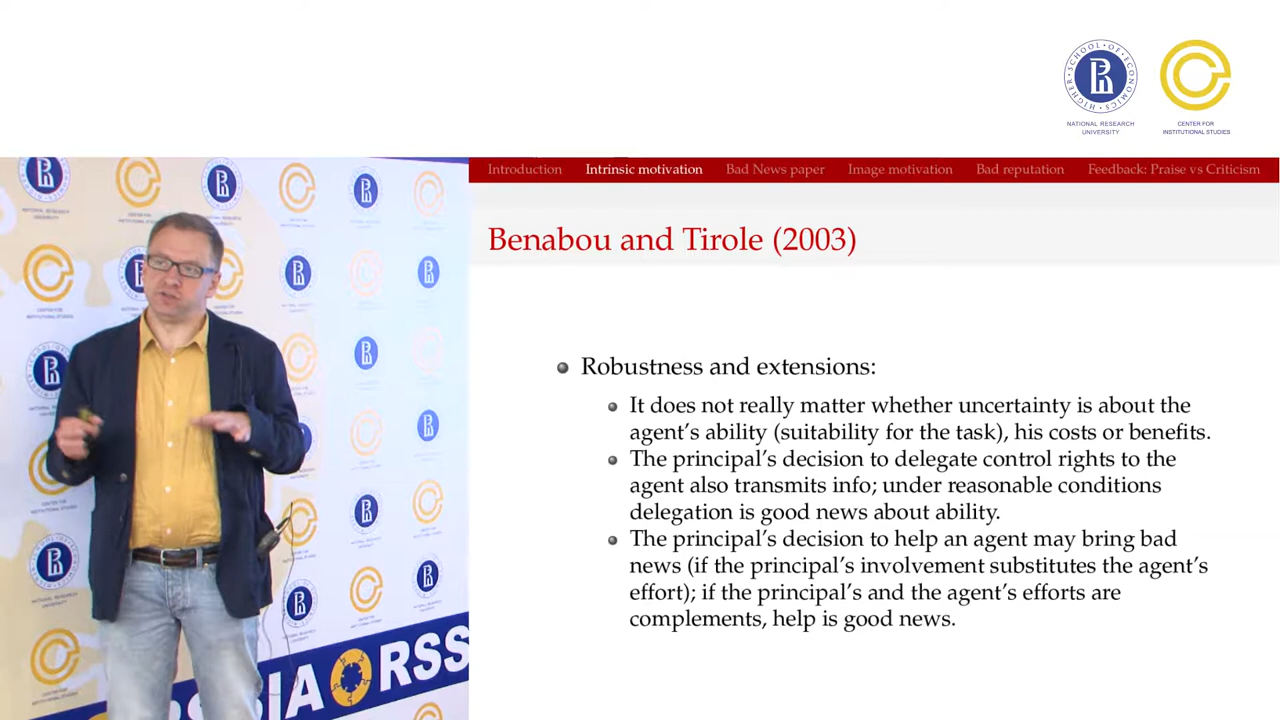 HIGHER · SCHOOL · OF · ECONOMICS
NATIONAL RESEARCH
UNIVERSITY
CENTER FOR
INSTITUTIONAL STUDIES
Introduction Intrinsic motivation Bad News paper Image motivation Bad reputation Feedback: Praise vs Criticism
Benabou and Tirole (2003)
Robustness and extensions:
It does not really matter whether uncertainty is about the
agent's ability (suitability for the task), his costs or benefits.
The principal's decision to delegate control rights to the
agent also transmits info; under reasonable conditions
delegation is good news about ability.
The principal's decision to help an agent may bring bad
news (if the principal's involvement substitutes the agent's
effort); if the principal's and the agent's efforts are
complements, help is good news.
RSS